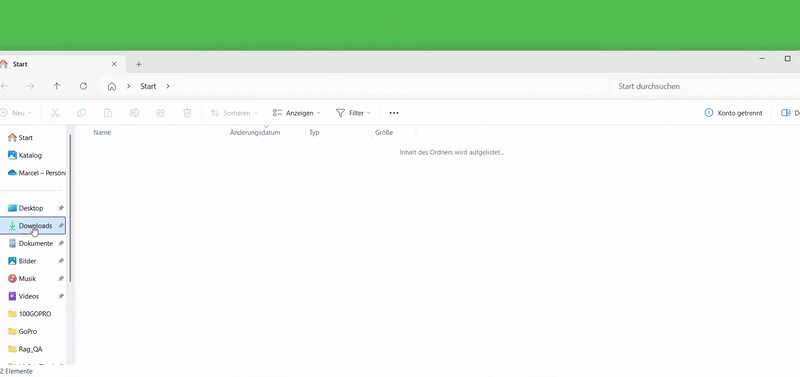 Start
Start
Start durchsuchen
Neu
Sortieren
Anzeigen
Filter
Konto getrennt
Name
Änderungsdatum
Typ
Größe
Inhalt des Ordners wird aufgelistet...
Start
Katalog
Marcel – Persönl
Desktop
Downloads
Dokumente
Bilder
Musik
Videos
100GOPRO
GoPro
Rag_QA
2 Elemente